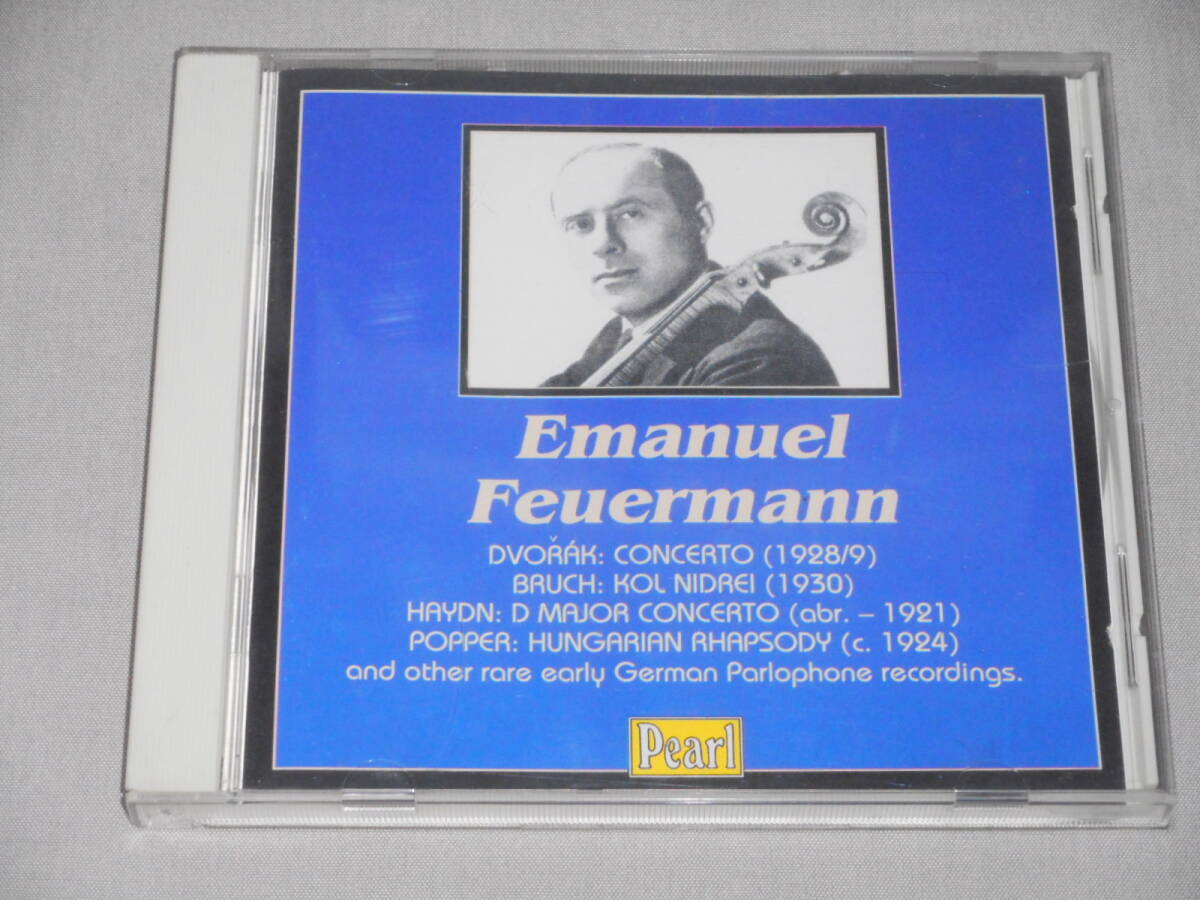 Emanuel
Feuermann
DVOŘÁK: CONCERTO (1928/9)
BRUCH: KOL NIDREI (1930)
HAYDN: D MAJOR CONCERTO (abr. – 1921)
POPPER: HUNGARIAN RHAPSODY (c. 1924)
and other rare early German Parlophone recordings.
Pearl